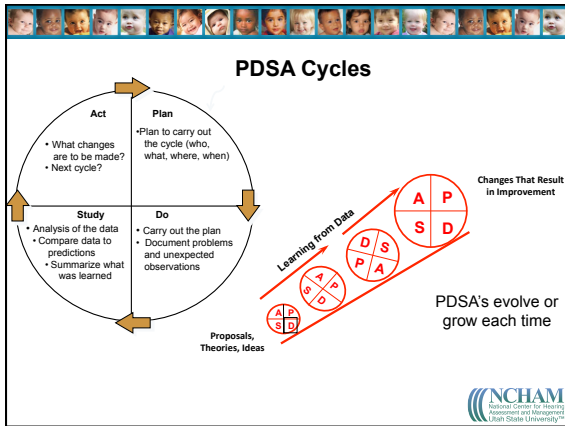 PDSA Cycles
Act
• What changes
are to be made?
• Next cycle?
Plan
•Plan to carry out
the cycle (who,
what, where, when)
Study
• Analysis of the data
• Compare data to
predictions
• Summarize what
was learned
Do
• Carry out the plan
• Document problems
and unexpected
observations
Changes That Result
in Improvement
A P
S D
Learning from Data
D S
P A
A P
S D
A P
S D
Proposals,
Theories, Ideas
PDSA's evolve or
grow each time
NCHAM
National Center for Hearing
Assessment and Management
Utah State University™